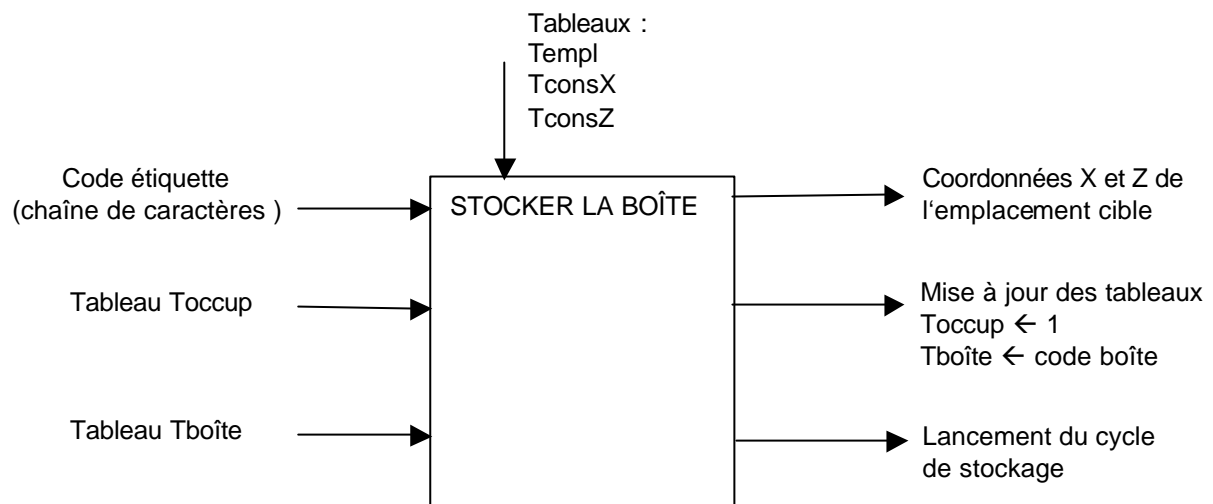 Tableaux :
Templ
TconsX
TconsZ
Code étiquette
(chaîne de caractères )
Tableau Toccup
Tableau Tboîte
STOCKER LA BOÎTE
Coordonnées X et Z de
l‘emplacement cible
Mise à jour des tableaux
Toccup ← 1
Tboîte ← code boîte
Lancement du cycle
de stockage